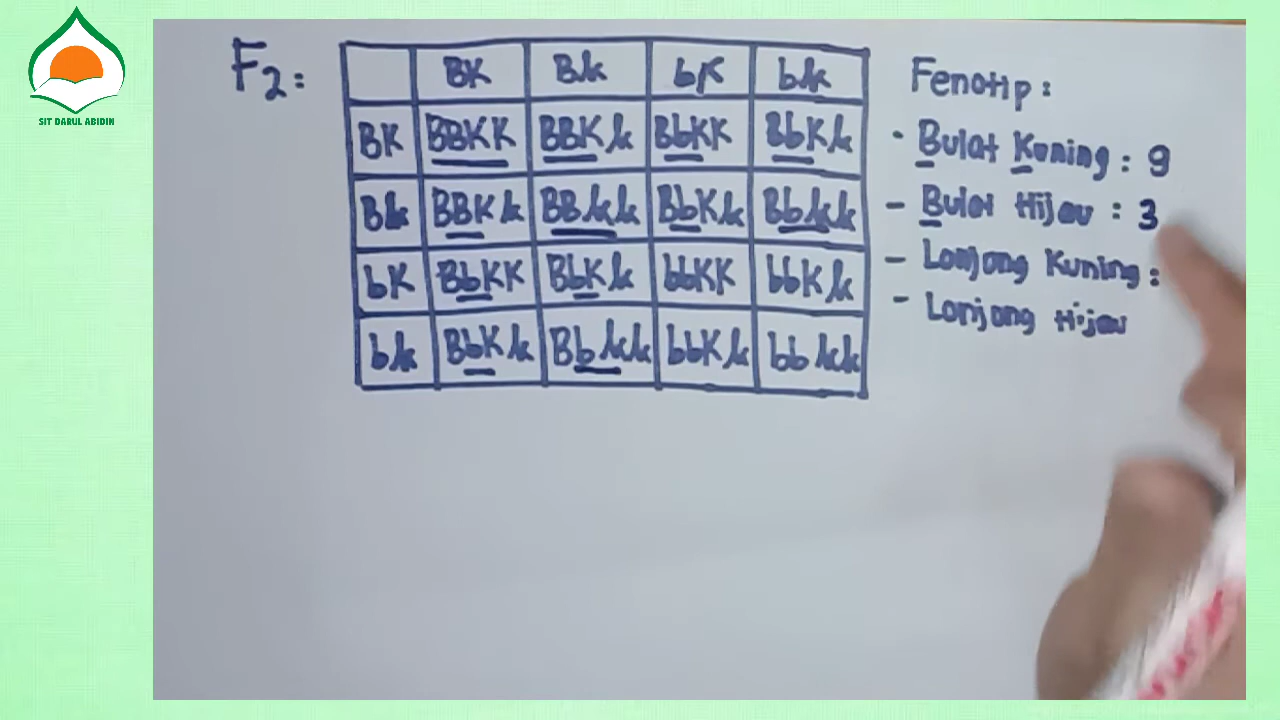 SIT DARUL ABIDIN
F2:
BK Bk bK bk
BK BBKK BBKk BbKK BbKk
Bk BBKk BBkk BbKk Bbkk
bK BbKK BbKk bbKK bbKk
bk BbKk Bbkk bbKk bbkk
Fenotip:
- Bulat Kuning: 9
- Bulat Hijau : 3
- Lonjong Kuning:
- Lonjong Hijau